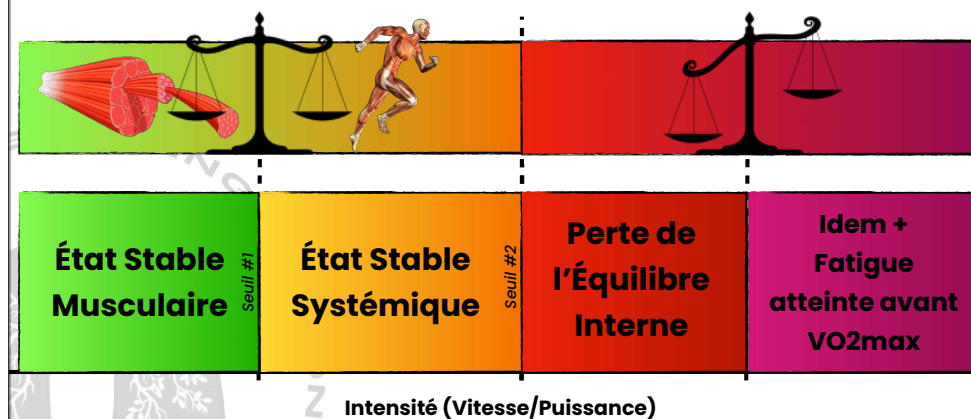 État Stable
Musculaire
Seuil #1
État Stable
Systémique
Seuil #2
Perte de
l’Équilibre
Interne
Idem +
Fatigue
atteinte avant
VO2max
Intensité (Vitesse/Puissance)